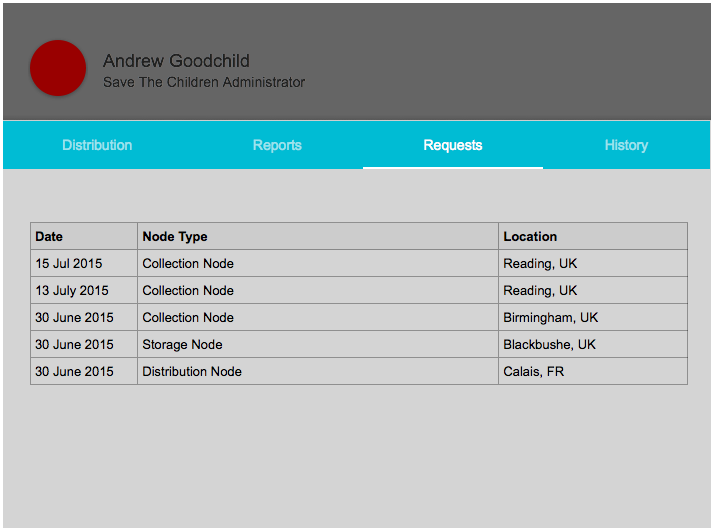 Andrew Goodchild
Save The Children Administrator
Distribution Reports Requests History
Date Node Type Location
15 Jul 2015 Collection Node Reading, UK
13 July 2015 Collection Node Reading, UK
30 June 2015 Collection Node Birmingham, UK
30 June 2015 Storage Node Blackbushe, UK
30 June 2015 Distribution Node Calais, FR